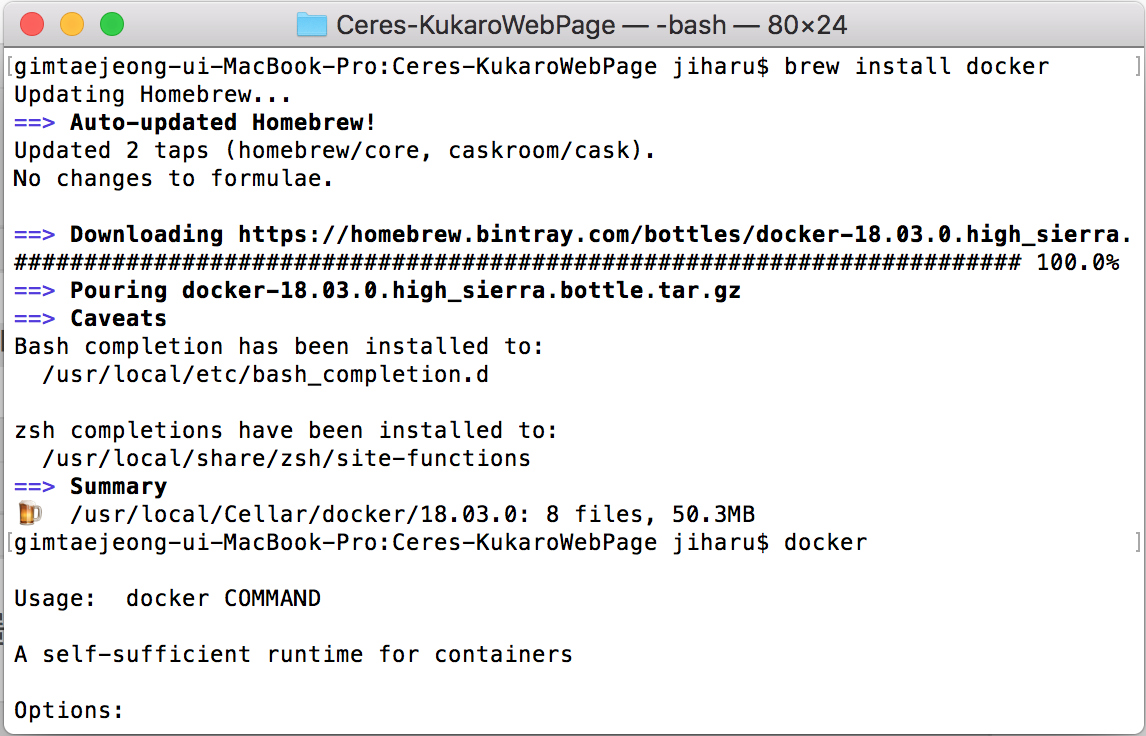 Ceres-KukaroWebPage — -bash — 80×24
[gimtaejeong-ui-MacBook-Pro:Ceres-KukaroWebPage jiharu$ brew install docker ]
Updating Homebrew...
==> Auto-updated Homebrew!
Updated 2 taps (homebrew/core, caskroom/cask).
No changes to formulae.
==> Downloading https://homebrew.bintray.com/bottles/docker-18.03.0.high_sierra.
######################################################################## 100.0%
==> Pouring docker-18.03.0.high_sierra.bottle.tar.gz
==> Caveats
Bash completion has been installed to:
/usr/local/etc/bash_completion.d
zsh completions have been installed to:
/usr/local/share/zsh/site-functions
==> Summary
🍺 /usr/local/Cellar/docker/18.03.0: 8 files, 50.3MB
[gimtaejeong-ui-MacBook-Pro:Ceres-KukaroWebPage jiharu$ docker ]
Usage: docker COMMAND
A self-sufficient runtime for containers
Options: